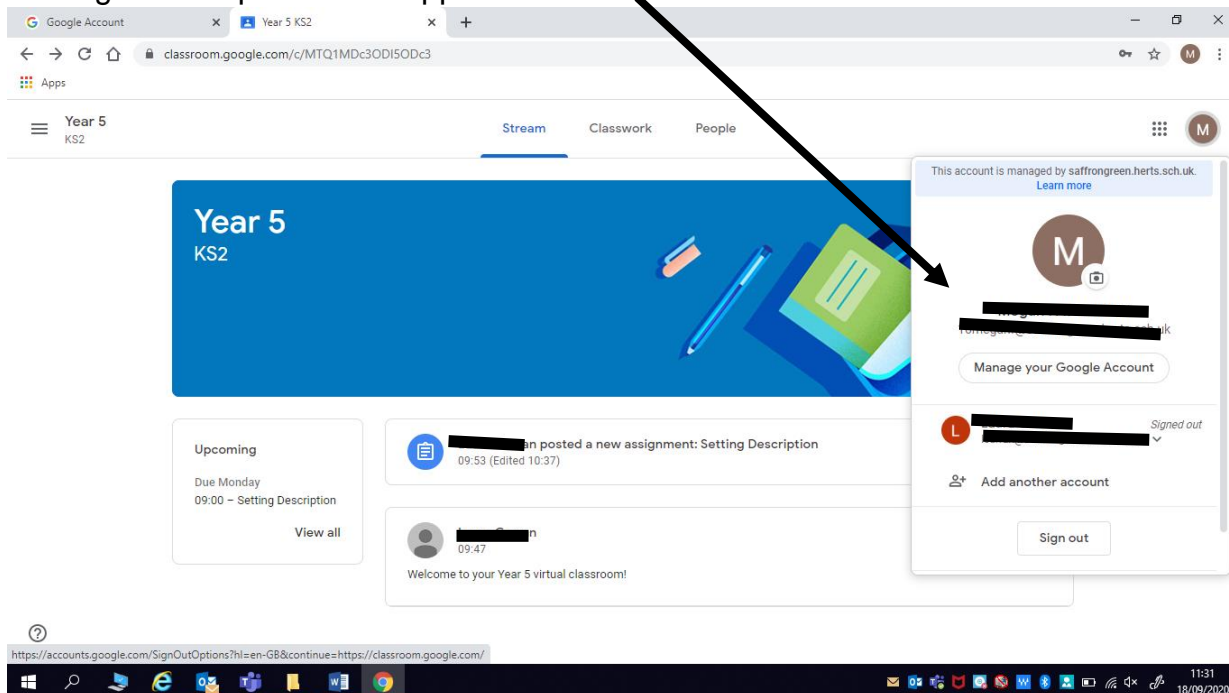 Google Account
Year 5 KS2
classroom.google.com/c/MTQ1MDc3ODI5ODc3
M
Apps
Year 5
KS2
Stream Classwork People
M
This account is managed by saffrongreen.herts.sch.uk.
Learn more
Year 5
KS2
M
Manage your Google Account
L
Signed out
Add another account
Sign out
Upcoming
Due Monday
09:00 – Setting Description
View all
posted a new assignment: Setting Description
09:53 (Edited 10:37)
09:47
Welcome to your Year 5 virtual classroom!
https://accounts.google.com/SignOutOptions?hl=en-GB&continue=https://classroom.google.com/
11:31
18/09/2020